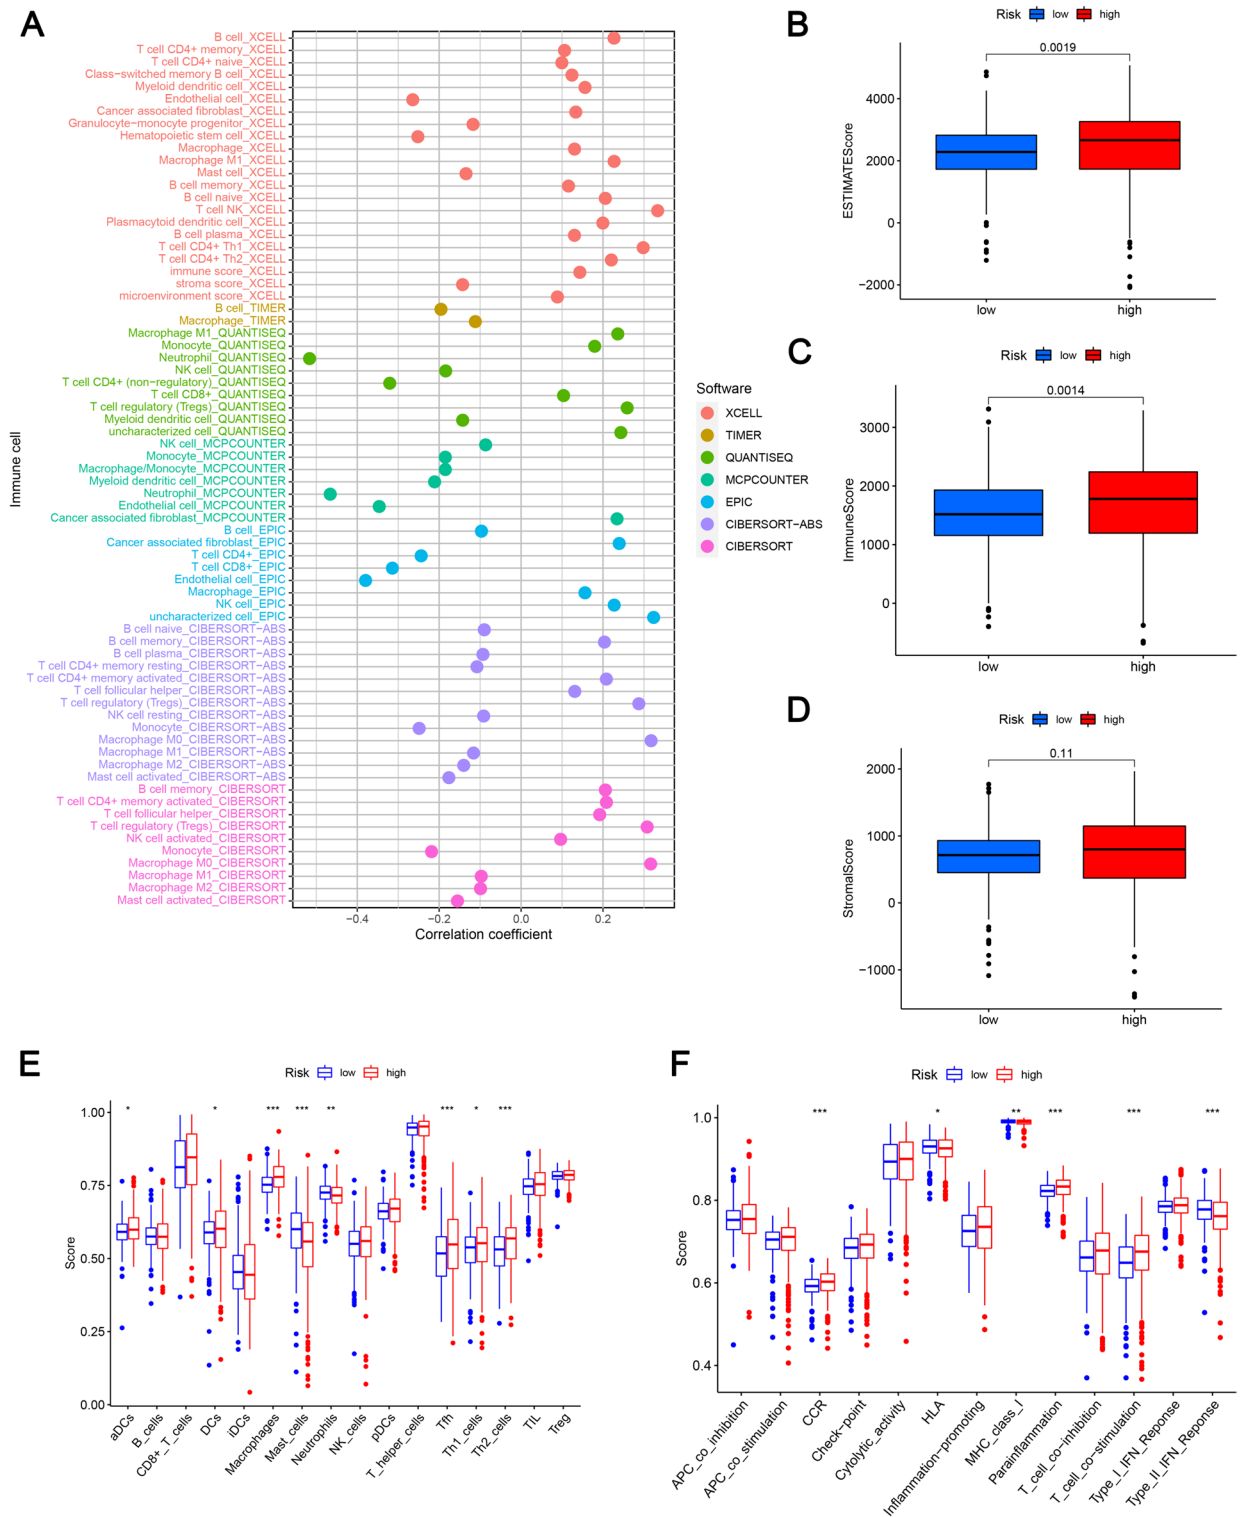 A
B cell_XCELL
T cell CD4+ memory_XCELL
T cell CD4+ naive_XCELL
Class−switched memory B cell_XCELL
Myeloid dendritic cell_XCELL
Endothelial cell_XCELL
Cancer associated fibroblast_XCELL
Granulocyte−monocyte progenitor_XCELL
Hematopoietic stem cell_XCELL
Macrophage_XCELL
Macrophage M1_XCELL
Mast cell_XCELL
B cell memory_XCELL
B cell naive_XCELL
T cell NK_XCELL
Plasmacytoid dendritic cell_XCELL
B cell plasma_XCELL
T cell CD4+ Th1_XCELL
T cell CD4+ Th2_XCELL
immune score_XCELL
stroma score_XCELL
microenvironment score_XCELL
B cell_TIMER
Macrophage_TIMER
Macrophage M1_QUANTISEQ
Monocyte_QUANTISEQ
Neutrophil_QUANTISEQ
NK cell_QUANTISEQ
T cell CD4+ (non−regulatory)_QUANTISEQ
T cell CD8+_QUANTISEQ
T cell regulatory (Tregs)_QUANTISEQ
Myeloid dendritic cell_QUANTISEQ
uncharacterized cell_QUANTISEQ
NK cell_MCPCOUNTER
Monocyte_MCPCOUNTER
Macrophage/Monocyte_MCPCOUNTER
Myeloid dendritic cell_MCPCOUNTER
Neutrophil_MCPCOUNTER
Endothelial cell_MCPCOUNTER
Cancer associated fibroblast_MCPCOUNTER
B cell_EPIC
Cancer associated fibroblast_EPIC
T cell CD4+_EPIC
T cell CD8+_EPIC
Endothelial cell_EPIC
Macrophage_EPIC
NK cell_EPIC
uncharacterized cell_EPIC
B cell naive_CIBERSORT−ABS
B cell memory_CIBERSORT−ABS
B cell plasma_CIBERSORT−ABS
T cell CD4+ memory resting_CIBERSORT−ABS
T cell CD4+ memory activated_CIBERSORT−ABS
T cell follicular helper_CIBERSORT−ABS
T cell regulatory (Tregs)_CIBERSORT−ABS
NK cell resting_CIBERSORT−ABS
Monocyte_CIBERSORT−ABS
Macrophage M0_CIBERSORT−ABS
Macrophage M1_CIBERSORT−ABS
Macrophage M2_CIBERSORT−ABS
Mast cell activated_CIBERSORT−ABS
B cell memory_CIBERSORT
T cell CD4+ memory activated_CIBERSORT
T cell follicular helper_CIBERSORT
T cell regulatory (Tregs)_CIBERSORT
NK cell activated_CIBERSORT
Monocyte_CIBERSORT
Macrophage M0_CIBERSORT
Macrophage M1_CIBERSORT
Macrophage M2_CIBERSORT
Mast cell activated_CIBERSORT
Immune cell
−0.4 −0.2 0.0 0.2
Correlation coefficient
Software
XCELL
TIMER
QUANTISEQ
MCPCOUNTER
EPIC
CIBERSORT−ABS
CIBERSORT
B
Risk low high
0.0019
4000
2000
0
−2000
ESTIMATEScore
low high
C
Risk low high
0.0014
3000
2000
1000
0
ImmuneScore
low high
D
Risk low high
0.11
2000
1000
0
−1000
StromalScore
low high
E
Risk low high
* * *** *** ** *** * ***
1.00
0.75
0.50
0.25
0.00
Score
aDCs
B_cells
CD8+_T_cells
DCs
iDCs
Macrophages
Mast_cells
Neutrophils
NK_cells
pDCs
T_helper_cells
Tfh
Th1_cells
Th2_cells
TIL
Treg
F
Risk low high
*** * ** *** *** ***
1.0
0.8
0.6
0.4
Score
APC_co_inhibition
APC_co_stimulation
CCR
Check−point
Cytolytic_activity
HLA
Inflammation−promoting
MHC_class_I
Parainflammation
T_cell_co−inhibition
T_cell_co−stimulation
Type_I_IFN_Reponse
Type_II_IFN_Reponse